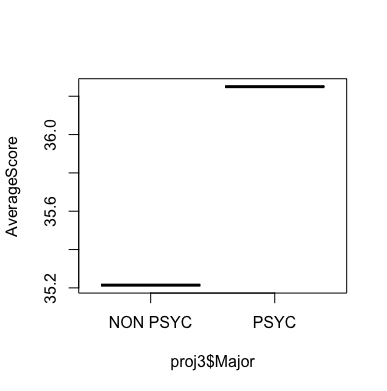 AverageScore
36.0
35.6
35.2
NON PSYC
PSYC
proj3$Major